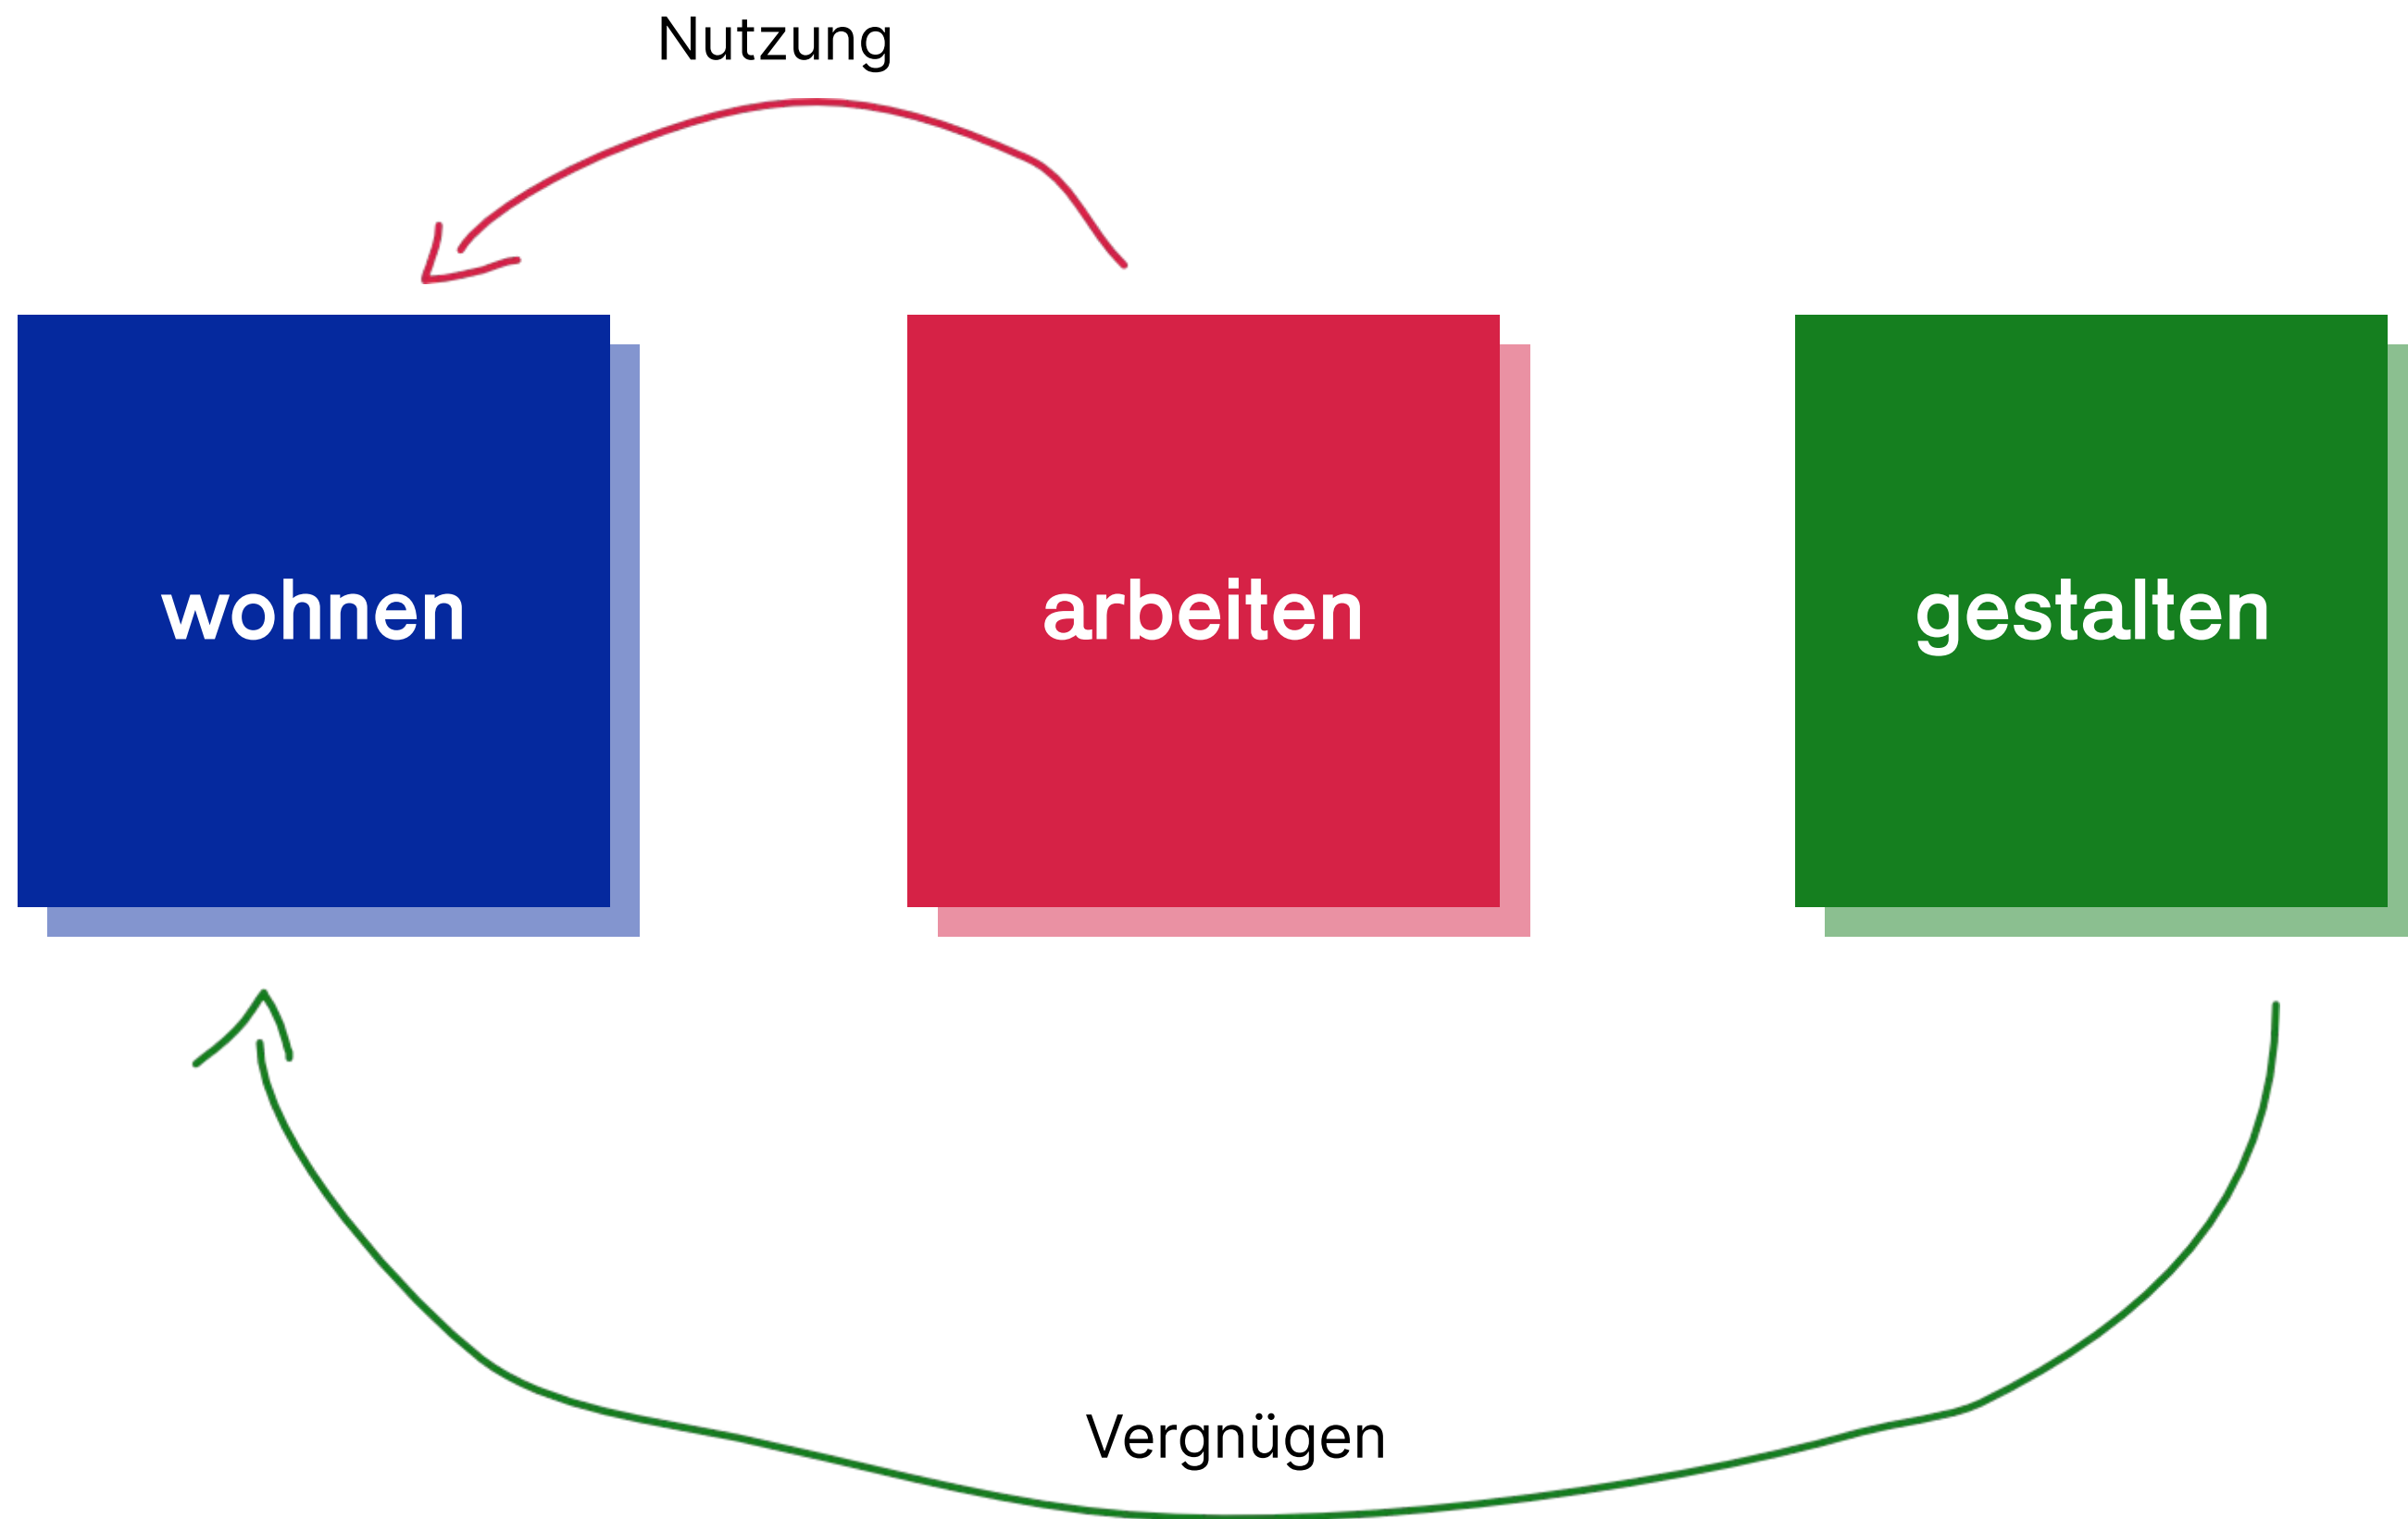 Nutzung
wohnen
arbeiten
gestalten
Vergnügen